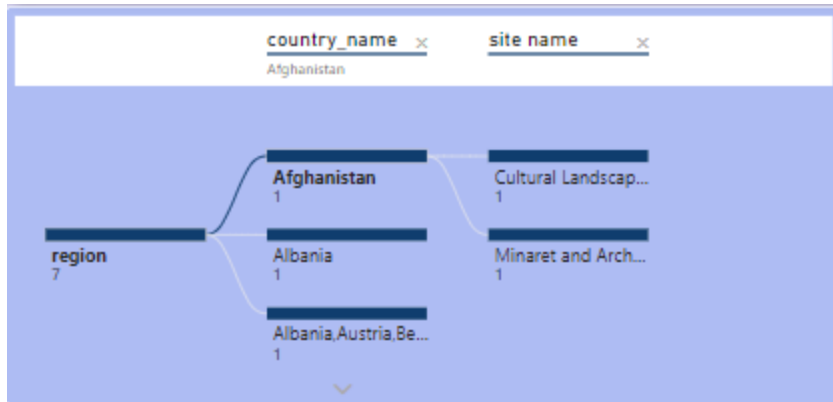 country_name ×
site name ×
Afghanistan
Afghanistan
1
Cultural Landscap...
1
region
7
Albania
1
Minaret and Arch...
1
Albania,Austria,Be...
1